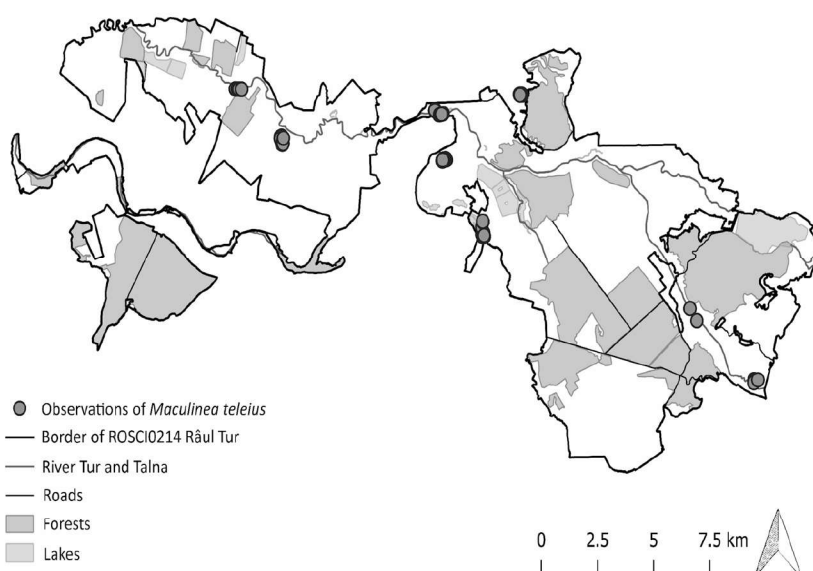 Observations of Maculinea teleius
Border of ROSCI0214 Râul Tur
River Tur and Talna
Roads
Forests
Lakes
0 2.5 5 7.5 km